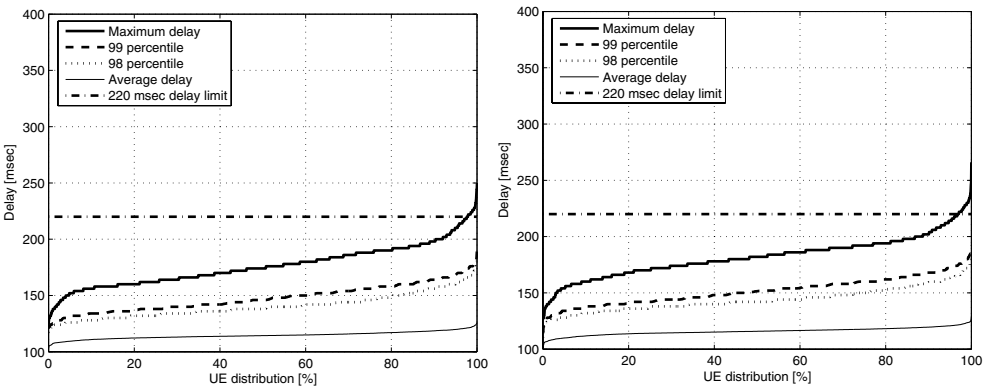 400
350
300
250
200
150
100
Delay [msec]
Maximum delay
99 percentile
98 percentile
Average delay
220 msec delay limit
0
20
40
60
80
100
UE distribution [%]
400
350
300
250
200
150
100
Delay [msec]
Maximum delay
99 percentile
98 percentile
Average delay
220 msec delay limit
0
20
40
60
80
100
UE distribution [%]